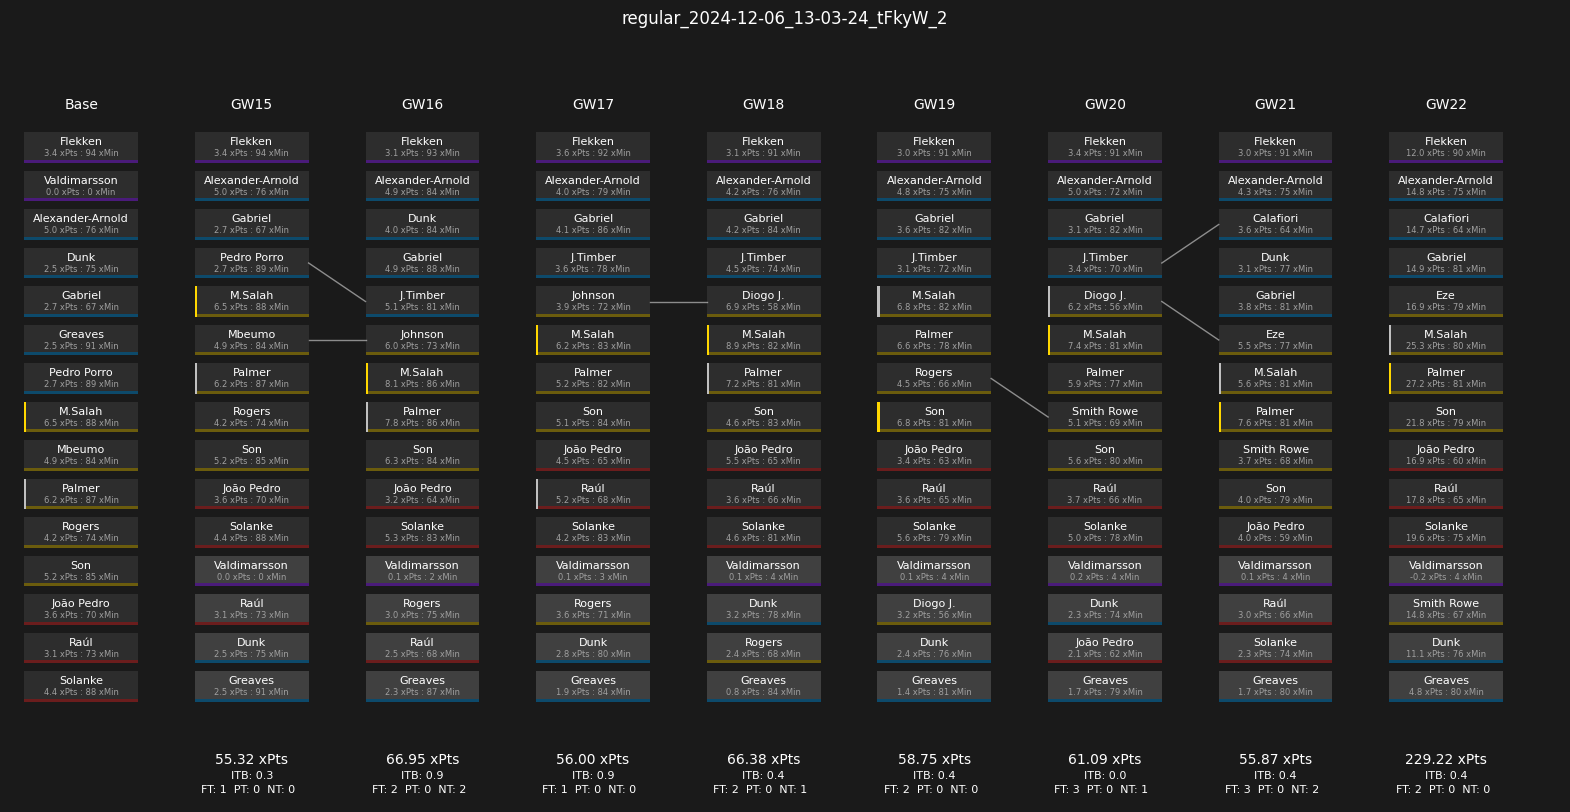 regular_2024-12-06_13-03-24_tFkyW_2
Base
Flekken
3.4 xPts : 94 xMin
Valdimarsson
0.0 xPts : 0 xMin
Alexander-Arnold
5.0 xPts : 76 xMin
Dunk
2.5 xPts : 75 xMin
Gabriel
2.7 xPts : 67 xMin
Greaves
2.5 xPts : 91 xMin
Pedro Porro
2.7 xPts : 89 xMin
M.Salah
6.5 xPts : 88 xMin
Mbeumo
4.9 xPts : 84 xMin
Palmer
6.2 xPts : 87 xMin
Rogers
4.2 xPts : 74 xMin
Son
5.2 xPts : 85 xMin
João Pedro
3.6 xPts : 70 xMin
Raúl
3.1 xPts : 73 xMin
Solanke
4.4 xPts : 88 xMin
GW15
Flekken
3.4 xPts : 94 xMin
Alexander-Arnold
5.0 xPts : 76 xMin
Gabriel
2.7 xPts : 67 xMin
Pedro Porro
2.7 xPts : 89 xMin
M.Salah
6.5 xPts : 88 xMin
Mbeumo
4.9 xPts : 84 xMin
Palmer
6.2 xPts : 87 xMin
Rogers
4.2 xPts : 74 xMin
Son
5.2 xPts : 85 xMin
João Pedro
3.6 xPts : 70 xMin
Solanke
4.4 xPts : 88 xMin
Valdimarsson
0.0 xPts : 0 xMin
Raúl
3.1 xPts : 73 xMin
Dunk
2.5 xPts : 75 xMin
Greaves
2.5 xPts : 91 xMin
55.32 xPts
ITB: 0.3
FT: 1 PT: 0 NT: 0
GW16
Flekken
3.1 xPts : 93 xMin
Alexander-Arnold
4.9 xPts : 84 xMin
Dunk
4.0 xPts : 84 xMin
Gabriel
4.9 xPts : 88 xMin
J.Timber
5.1 xPts : 81 xMin
Johnson
6.0 xPts : 73 xMin
M.Salah
8.1 xPts : 86 xMin
Palmer
7.8 xPts : 86 xMin
Son
6.3 xPts : 84 xMin
João Pedro
3.2 xPts : 64 xMin
Solanke
5.3 xPts : 83 xMin
Valdimarsson
0.1 xPts : 2 xMin
Rogers
3.0 xPts : 75 xMin
Raúl
2.5 xPts : 68 xMin
Greaves
2.3 xPts : 87 xMin
66.95 xPts
ITB: 0.9
FT: 2 PT: 0 NT: 2
GW17
Flekken
3.6 xPts : 92 xMin
Alexander-Arnold
4.0 xPts : 79 xMin
Gabriel
4.1 xPts : 86 xMin
J.Timber
3.6 xPts : 78 xMin
Johnson
3.9 xPts : 72 xMin
M.Salah
6.2 xPts : 83 xMin
Palmer
5.2 xPts : 82 xMin
Son
5.1 xPts : 84 xMin
João Pedro
4.5 xPts : 65 xMin
Raúl
5.2 xPts : 68 xMin
Solanke
4.2 xPts : 83 xMin
Valdimarsson
0.1 xPts : 3 xMin
Rogers
3.6 xPts : 71 xMin
Dunk
2.8 xPts : 80 xMin
Greaves
1.9 xPts : 84 xMin
56.00 xPts
ITB: 0.9
FT: 1 PT: 0 NT: 0
GW18
Flekken
3.1 xPts : 91 xMin
Alexander-Arnold
4.2 xPts : 76 xMin
Gabriel
4.2 xPts : 84 xMin
J.Timber
4.5 xPts : 74 xMin
Diogo J.
6.9 xPts : 58 xMin
M.Salah
8.9 xPts : 82 xMin
Palmer
7.2 xPts : 81 xMin
Son
4.6 xPts : 83 xMin
João Pedro
5.5 xPts : 65 xMin
Raúl
3.6 xPts : 66 xMin
Solanke
4.6 xPts : 81 xMin
Valdimarsson
0.1 xPts : 4 xMin
Dunk
3.2 xPts : 78 xMin
Rogers
2.4 xPts : 68 xMin
Greaves
0.8 xPts : 84 xMin
66.38 xPts
ITB: 0.4
FT: 2 PT: 0 NT: 1
GW19
Flekken
3.0 xPts : 91 xMin
Alexander-Arnold
4.8 xPts : 75 xMin
Gabriel
3.6 xPts : 82 xMin
J.Timber
3.1 xPts : 72 xMin
M.Salah
6.8 xPts : 82 xMin
Palmer
6.6 xPts : 78 xMin
Rogers
4.5 xPts : 66 xMin
Son
6.8 xPts : 81 xMin
João Pedro
3.4 xPts : 63 xMin
Raúl
3.6 xPts : 65 xMin
Solanke
5.6 xPts : 79 xMin
Valdimarsson
0.1 xPts : 4 xMin
Diogo J.
3.2 xPts : 56 xMin
Dunk
2.4 xPts : 76 xMin
Greaves
1.4 xPts : 81 xMin
58.75 xPts
ITB: 0.4
FT: 2 PT: 0 NT: 0
GW20
Flekken
3.4 xPts : 91 xMin
Alexander-Arnold
5.0 xPts : 72 xMin
Gabriel
3.1 xPts : 82 xMin
J.Timber
3.4 xPts : 70 xMin
Diogo J.
6.2 xPts : 56 xMin
M.Salah
7.4 xPts : 81 xMin
Palmer
5.9 xPts : 77 xMin
Smith Rowe
5.1 xPts : 69 xMin
Son
5.6 xPts : 80 xMin
Raúl
3.7 xPts : 66 xMin
Solanke
5.0 xPts : 78 xMin
Valdimarsson
0.2 xPts : 4 xMin
Dunk
2.3 xPts : 74 xMin
João Pedro
2.1 xPts : 62 xMin
Greaves
1.7 xPts : 79 xMin
61.09 xPts
ITB: 0.0
FT: 3 PT: 0 NT: 1
GW21
Flekken
3.0 xPts : 91 xMin
Alexander-Arnold
4.3 xPts : 75 xMin
Calafiori
3.6 xPts : 64 xMin
Dunk
3.1 xPts : 77 xMin
Gabriel
3.8 xPts : 81 xMin
Eze
5.5 xPts : 77 xMin
M.Salah
5.6 xPts : 81 xMin
Palmer
7.6 xPts : 81 xMin
Smith Rowe
3.7 xPts : 68 xMin
Son
4.0 xPts : 79 xMin
João Pedro
4.0 xPts : 59 xMin
Valdimarsson
0.1 xPts : 4 xMin
Raúl
3.0 xPts : 66 xMin
Solanke
2.3 xPts : 74 xMin
Greaves
1.7 xPts : 80 xMin
55.87 xPts
ITB: 0.4
FT: 3 PT: 0 NT: 2
GW22
Flekken
12.0 xPts : 90 xMin
Alexander-Arnold
14.8 xPts : 75 xMin
Calafiori
14.7 xPts : 64 xMin
Gabriel
14.9 xPts : 81 xMin
Eze
16.9 xPts : 79 xMin
M.Salah
25.3 xPts : 80 xMin
Palmer
27.2 xPts : 81 xMin
Son
21.8 xPts : 79 xMin
João Pedro
16.9 xPts : 60 xMin
Raúl
17.8 xPts : 65 xMin
Solanke
19.6 xPts : 75 xMin
Valdimarsson
-0.2 xPts : 4 xMin
Smith Rowe
14.8 xPts : 67 xMin
Dunk
11.1 xPts : 76 xMin
Greaves
4.8 xPts : 80 xMin
229.22 xPts
ITB: 0.4
FT: 2 PT: 0 NT: 0